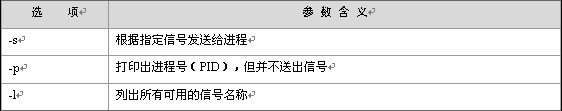 选 项 参 数 含 义
-s 根据指定信号发送给进程
-p 打印出进程号（PID），但并不送出信号
-l 列出所有可用的信号名称